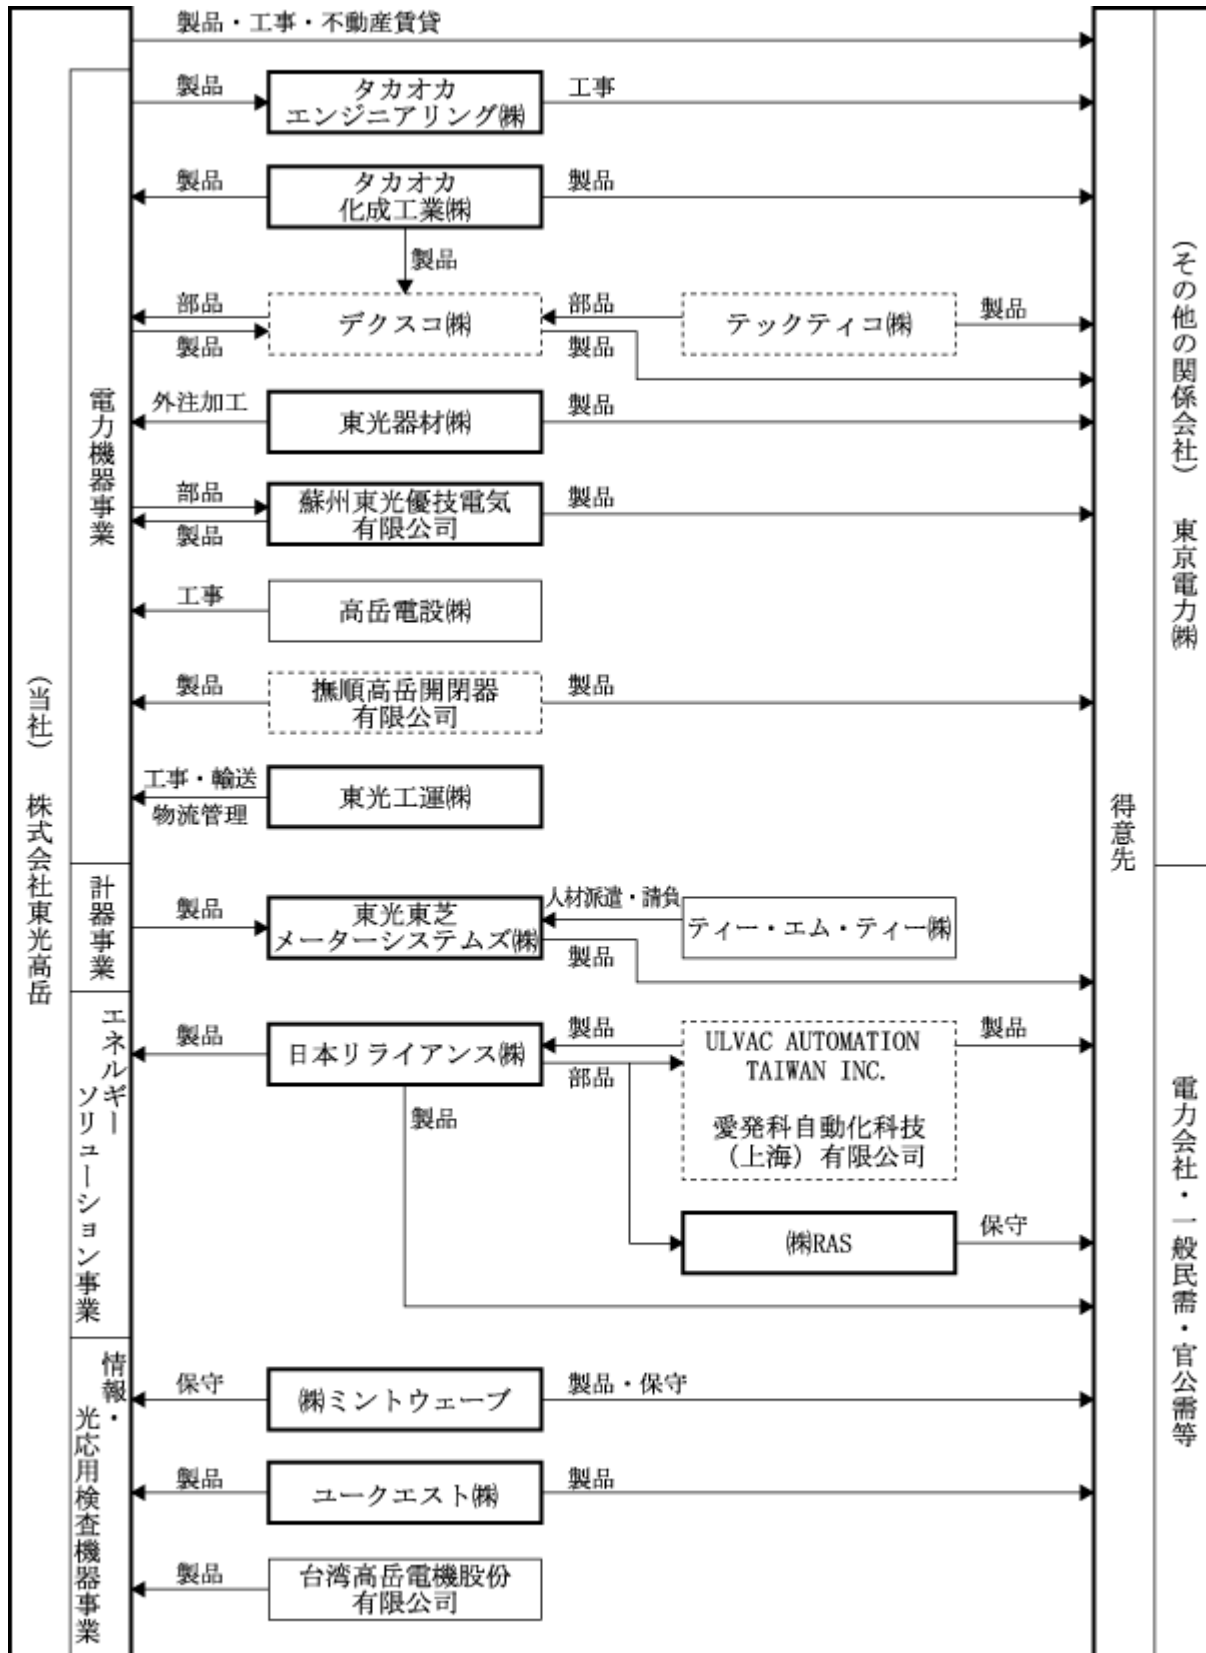 製品・工事・不動産賃貸
製品
タカオカ
エンジニアリング㈱
工事
製品
タカオカ
化成工業㈱
製品
製品
部品
製品
デクスコ㈱
部品
製品
テックティコ㈱
製品
外注加工
東光器材㈱
製品
部品
製品
蘇州東光優技電気
有限公司
製品
工事
高岳電設㈱
製品
撫順高岳開閉器
有限公司
製品
工事・輸送
物流管理
東光工運㈱
製品
東光東芝
メーターシステムズ㈱
人材派遣・請負
製品
ティー・エム・ティー㈱
製品
日本リライアンス㈱
製品
部品
ULVAC AUTOMATION
TAIWAN INC.
愛発科自動化科技
（上海）有限公司
製品
製品
㈱RAS
保守
保守
㈱ミントウェーブ
製品・保守
製品
ユークエスト㈱
製品
製品
台湾高岳電機股份
有限公司
（当社）　株式会社東光高岳
電力機器事業
計器事業
エネルギー
ソリューション事業
情報・
光応用検査機器事業
得意先
（その他の関係会社）　東京電力㈱
電力会社・一般民需・官公需等